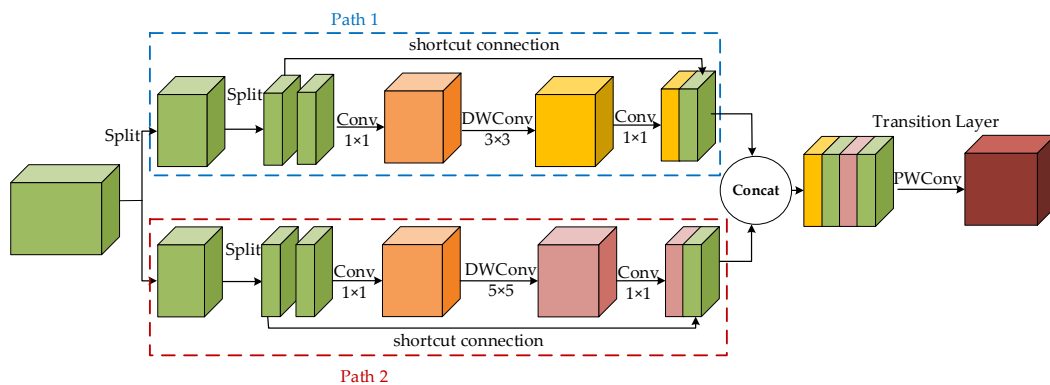 Path 1
shortcut connection
Split
Split
Conv
1×1
DWConv
3×3
Conv
1×1
Transition Layer
Concat
PWConv
Split
Conv
1×1
DWConv
5×5
Conv
1×1
shortcut connection
Path 2